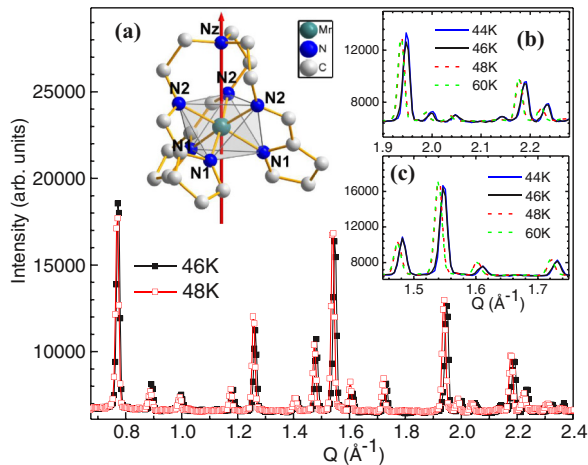 (a)
Nz
Mr
N
C
N2
N2
N2
N1
N1
N1
46K
48K
Intensity (arb. units)
30000
25000
20000
15000
10000
0.8 1.0 1.2 1.4 1.6 1.8 2.0 2.2 2.4
Q (Å⁻¹)
(b)
44K
46K
48K
60K
12000
8000
1.9 2.0 2.1 2.2
(c)
44K
46K
48K
60K
16000
12000
8000
1.5 1.6 1.7
Q (Å⁻¹)